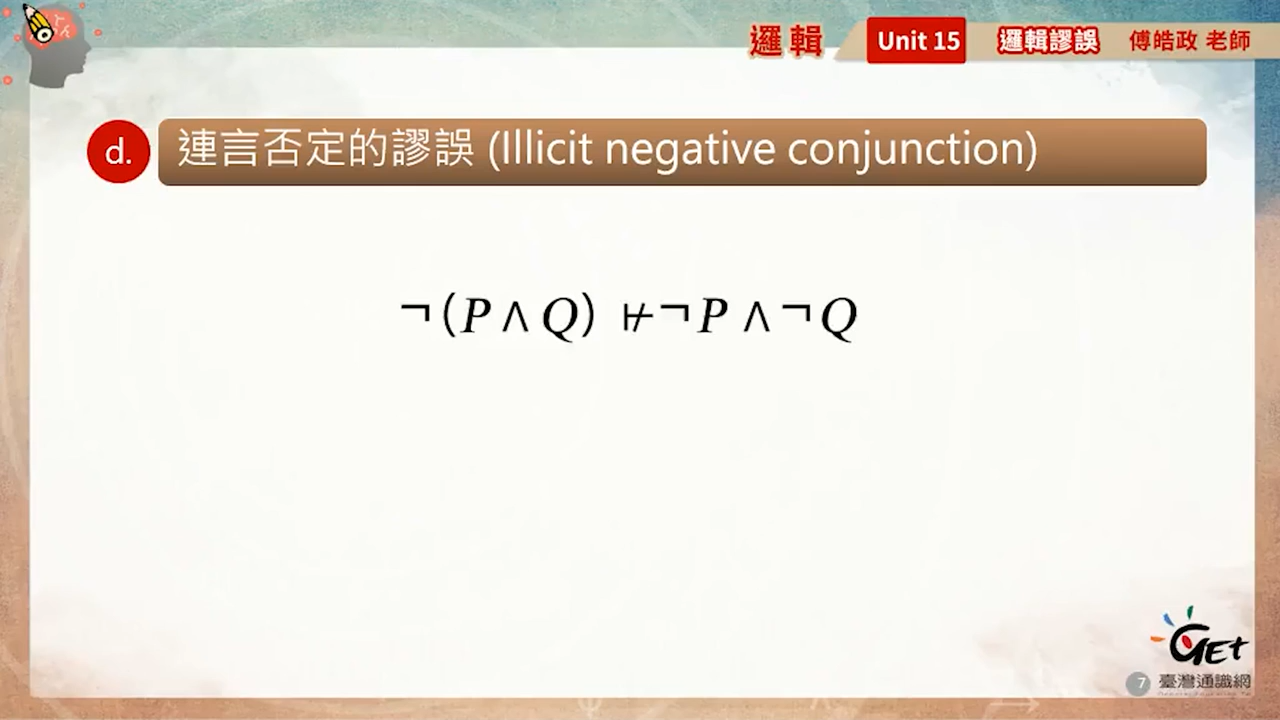 邏輯 Unit 15 邏輯謬誤 傅皓政 老師
d. 連言否定的謬誤 (Illicit negative conjunction)
¬(P∧Q) ⊬¬P∧¬Q
GET
7 臺灣通識網